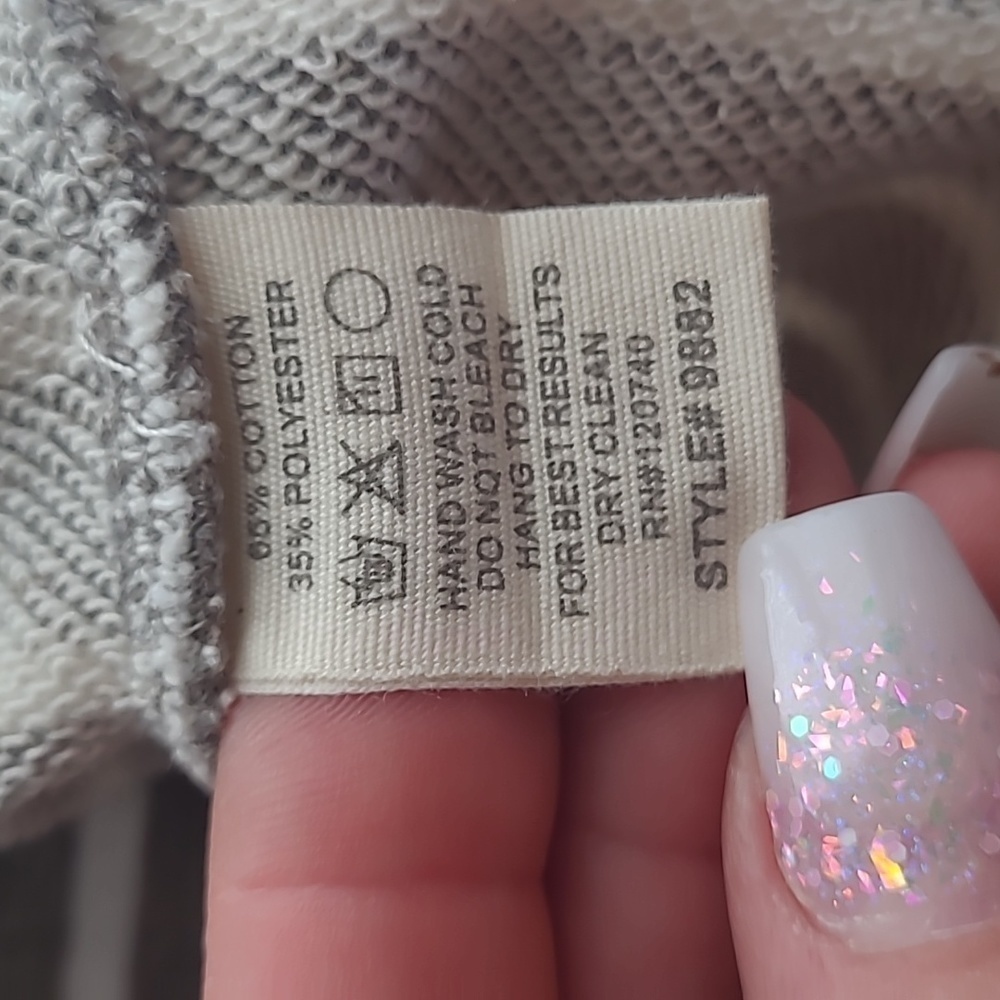 65% COTTON
35% POLYESTER
HAND WASH COLD
DO NOT BLEACH
HANG TO DRY
FOR BEST RESULTS
DRY CLEAN
RN#120740
STYLE# 9882